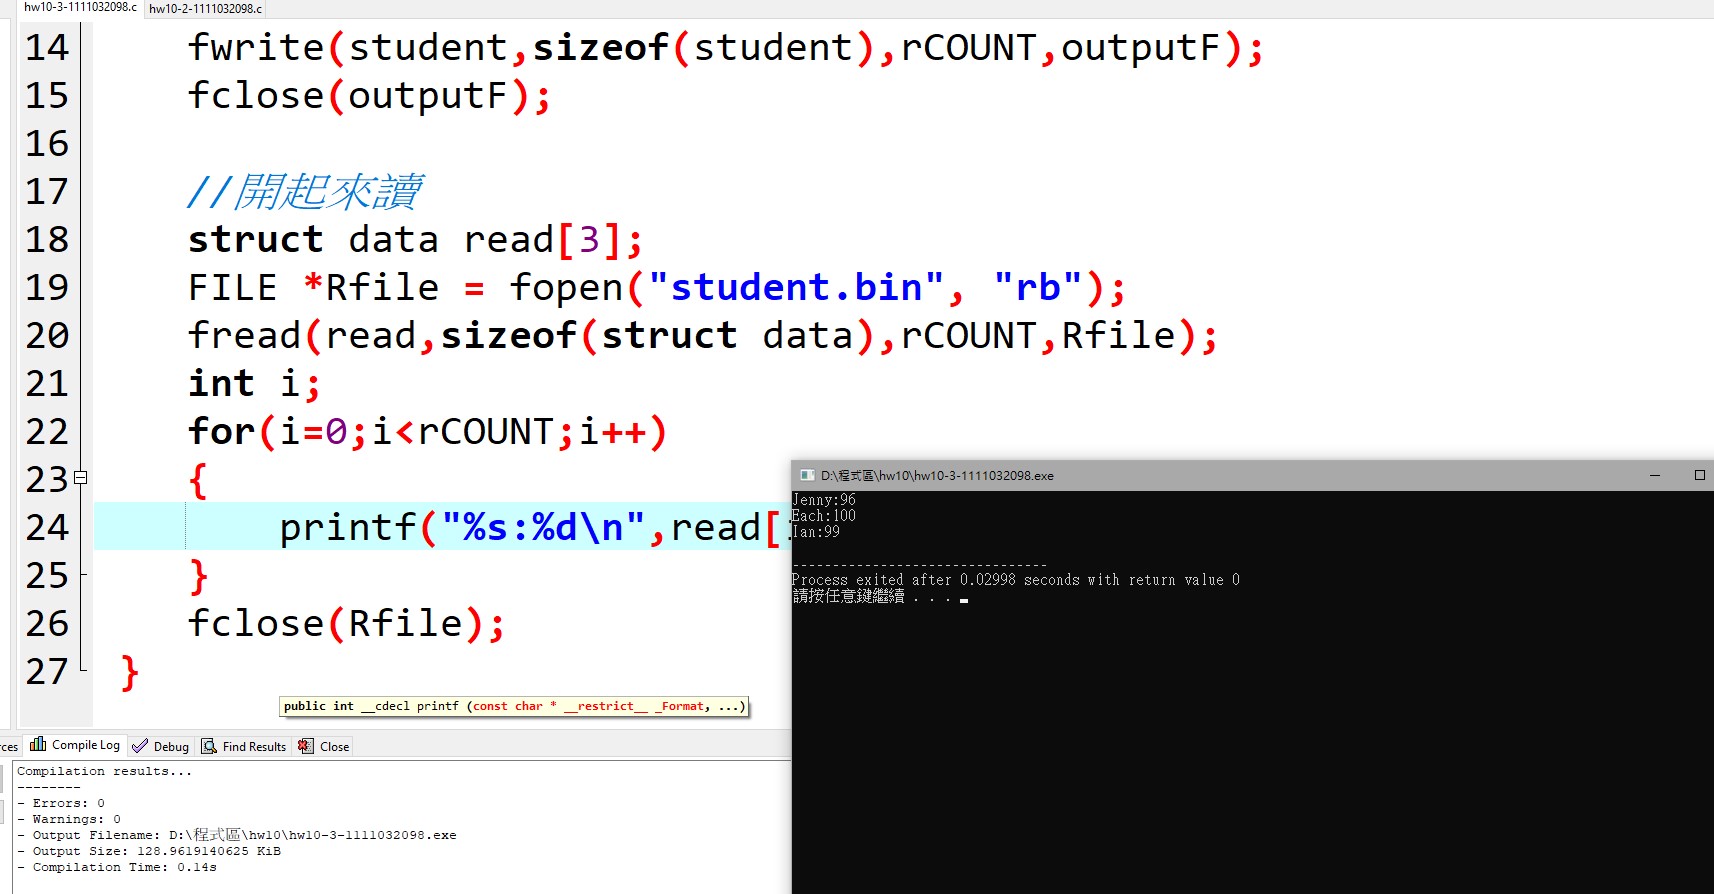 hw10-3-1111032098.c hw10-2-1111032098.c
14 fwrite(student,sizeof(student),rCOUNT,outputF);
15 fclose(outputF);
16
17 //開起來讀
18 struct data read[3];
19 FILE *Rfile = fopen("student.bin", "rb");
20 fread(read,sizeof(struct data),rCOUNT,Rfile);
21 int i;
22 for(i=0;i<rCOUNT;i++)
23 {
24 printf("%s:%d\n",read[
25 }
26 fclose(Rfile);
27 }
public int __cdecl printf (const char * __restrict__ _Format, ...)
D:\程式區\hw10\hw10-3-1111032098.exe
Jenny:96
Each:100
Ian:99
--------------------------------
Process exited after 0.02998 seconds with return value 0
請按任意鍵繼續 . . .
rces Compile Log Debug Find Results Close
Compilation results...
--------
- Errors: 0
- Warnings: 0
- Output Filename: D:\程式區\hw10\hw10-3-1111032098.exe
- Output Size: 128.9619140625 KiB
- Compilation Time: 0.14s